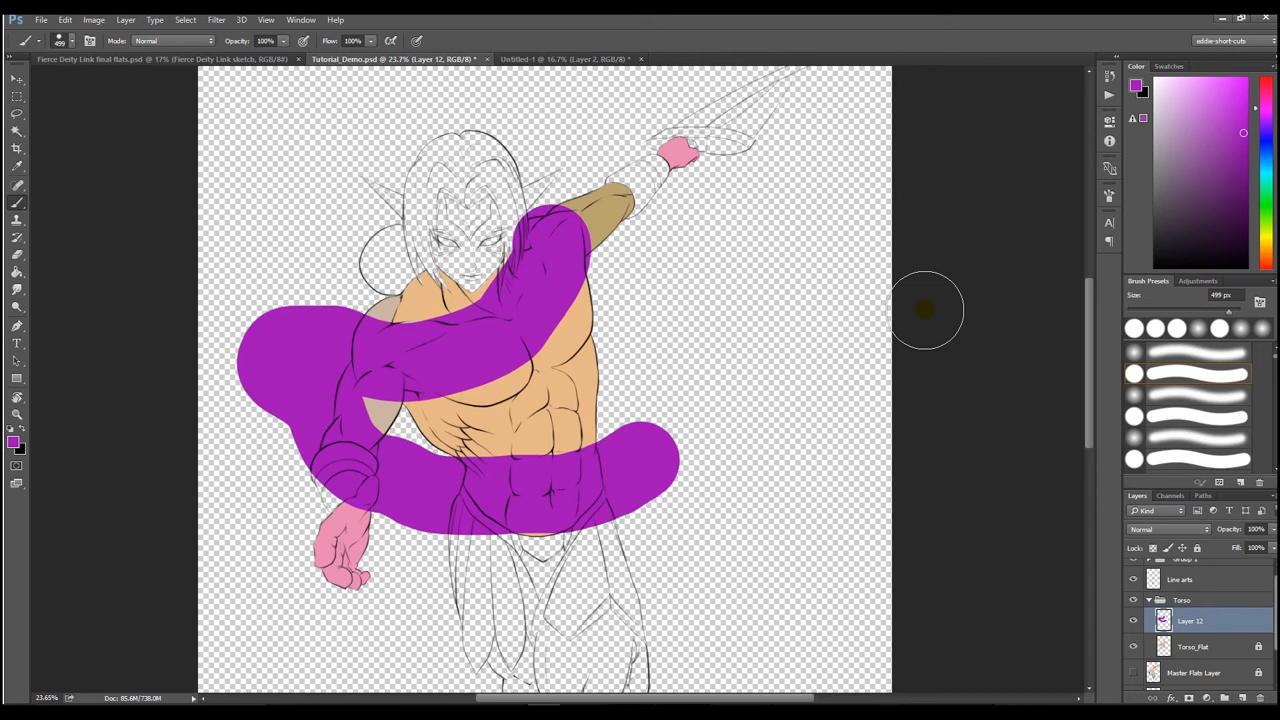 Ps File Edit Image Layer Type Select Filter 3D View Window Help
499 Mode: Normal Opacity: 100% Flow: 100% eddie-short-cuts
Fierce Deity Link final flats.psd @ 17% (Fierce Deity Link sketch, RGB/8#) × Tutorial_Demo.psd @ 23.7% (Layer 12, RGB/8) * × Untitled-1 @ 16.7% (Layer 2, RGB/8) * ×
Color Swatches
Brush Presets Adjustments
Size: 499 px
Layers Channels Paths
Kind
Normal Opacity: 100%
Lock: Fill: 100%
Group 1
Line arts
Torso
Layer 12
Torso_Flat
Master Flats Layer
23.65% Doc: 85.6M/738.0M